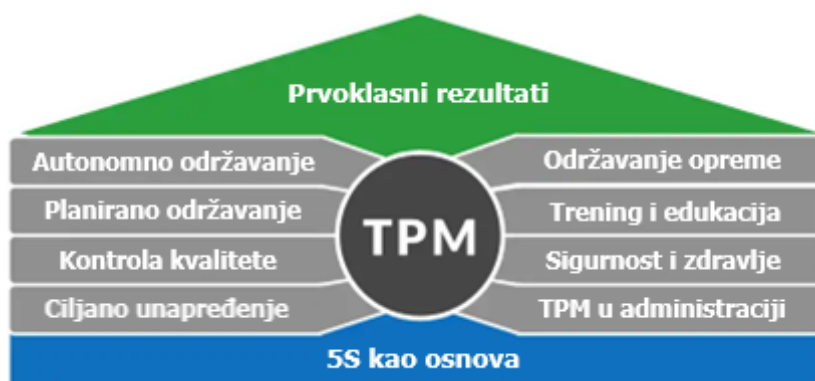 Prvoklasni rezultati
Autonomno održavanje
Planirano održavanje
Kontrola kvalitete
Ciljano unapređenje
TPM
Održavanje opreme
Trening i edukacija
Sigurnost i zdravlje
TPM u administraciji
5S kao osnova